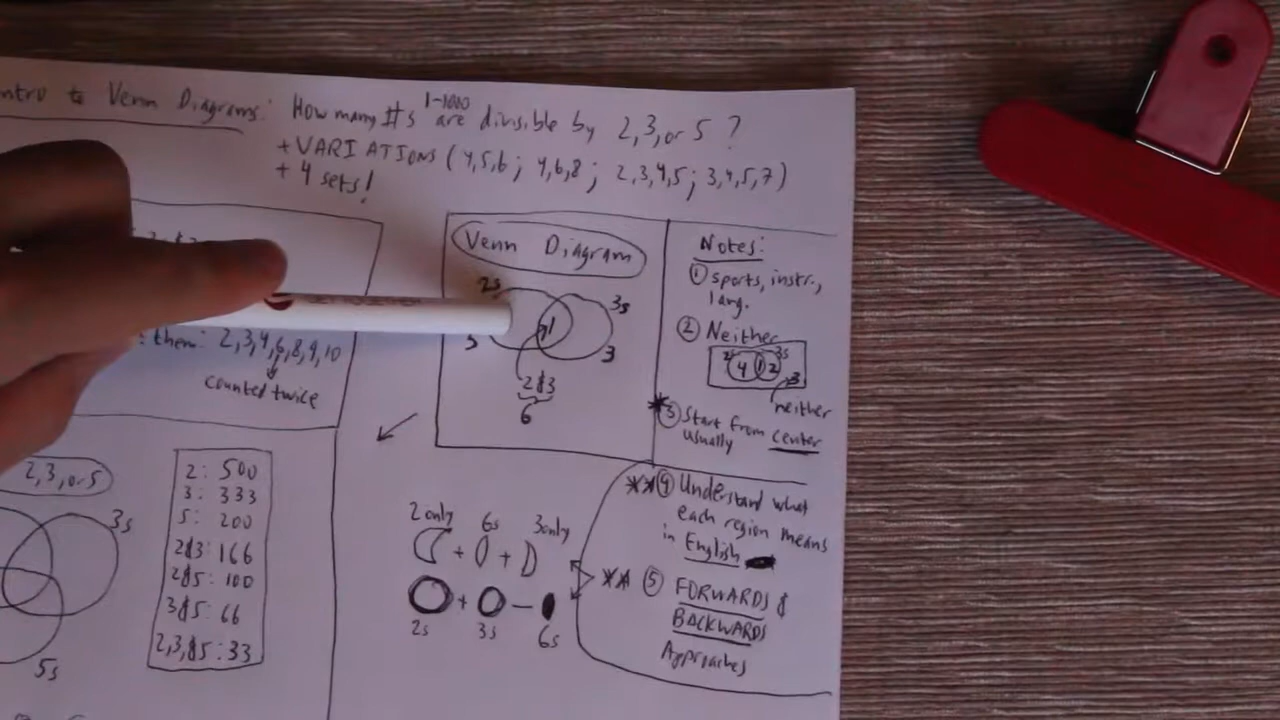 ntro to Venn Diagrams: How many #s 1-1000 are divisible by 2,3, or 5?
+ VARIATIONS (4,5,6; 4,6,8; 2,3,4,5; 3,4,5,7)
+ 4 sets!
them: 2,3,4,6,8,9,10
counted twice
Venn Diagram
2s
3s
5
1
3
2&3
6
Notes:
① sports, instr.,
lang.
② Neither
2s 3s
4 1 2
3
neither
*③ Start from center
usually
**④ Understand what
each region means
in English
** ⑤ FORWARDS &
BACKWARDS
Approaches
2, 3, or 5
3s
5s
2: 500
3: 333
5: 200
2&3: 166
2&5: 100
3&5: 66
2,3,&5: 33
2 only 6s 3 only
+ +
+ −
2s 3s 6s